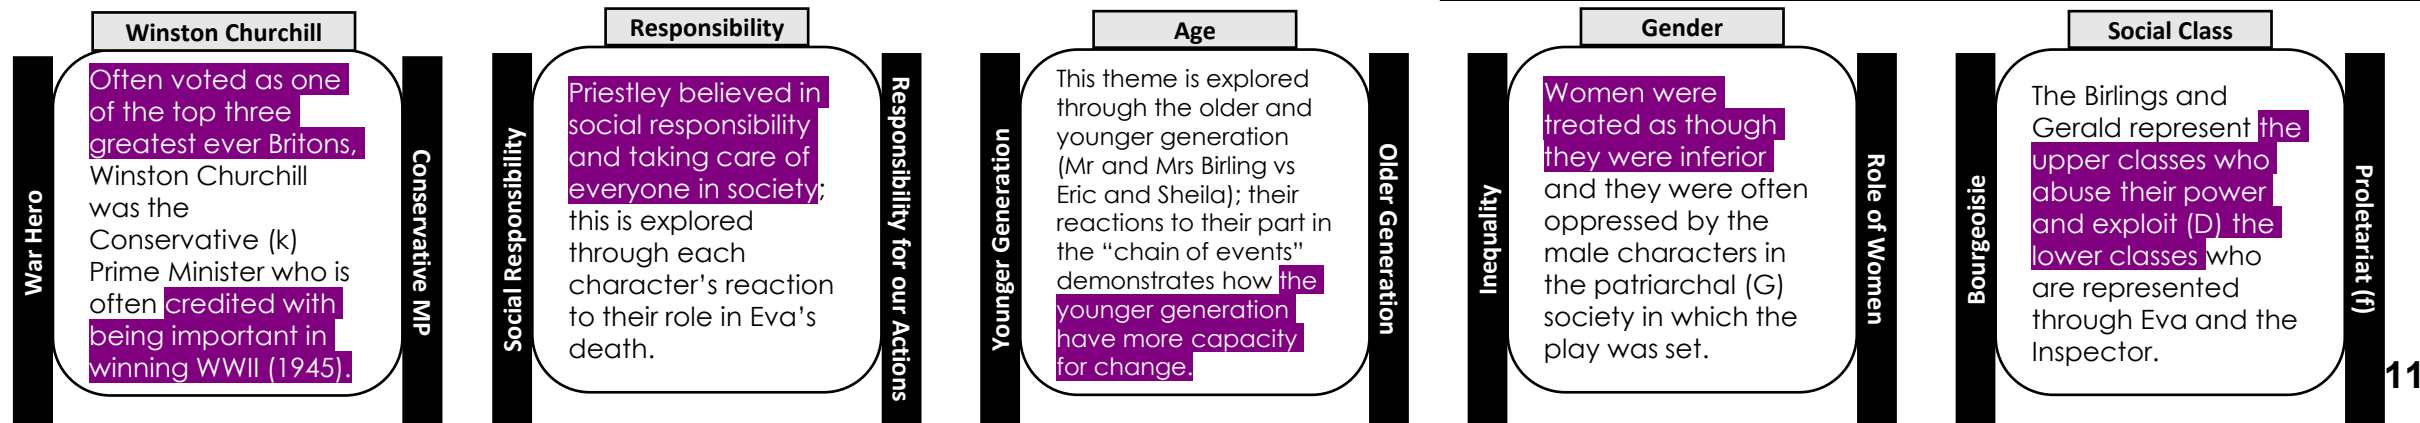 Winston Churchill
War Hero
Often voted as one
of the top three
greatest ever Britons,
Winston Churchill
was the
Conservative (k)
Prime Minister who is
often credited with
being important in
winning WWII (1945).
Conservative MP
Responsibility
Social Responsibility
Priestley believed in
social responsibility
and taking care of
everyone in society;
this is explored
through each
character's reaction
to their role in Eva's
death.
Responsibility for our Actions
Age
Younger Generation
This theme is explored
through the older and
younger generation
(Mr and Mrs Birling vs
Eric and Sheila); their
reactions to their part in
the “chain of events”
demonstrates how the
younger generation
have more capacity
for change.
Older Generation
Gender
Inequality
Women were
treated as though
they were inferior
and they were often
oppressed by the
male characters in
the patriarchal (G)
society in which the
play was set.
Role of Women
Social Class
Bourgeoisie
The Birlings and
Gerald represent the
upper classes who
abuse their power
and exploit (D) the
lower classes who
are represented
through Eva and the
Inspector.
Proletariat (f)
11